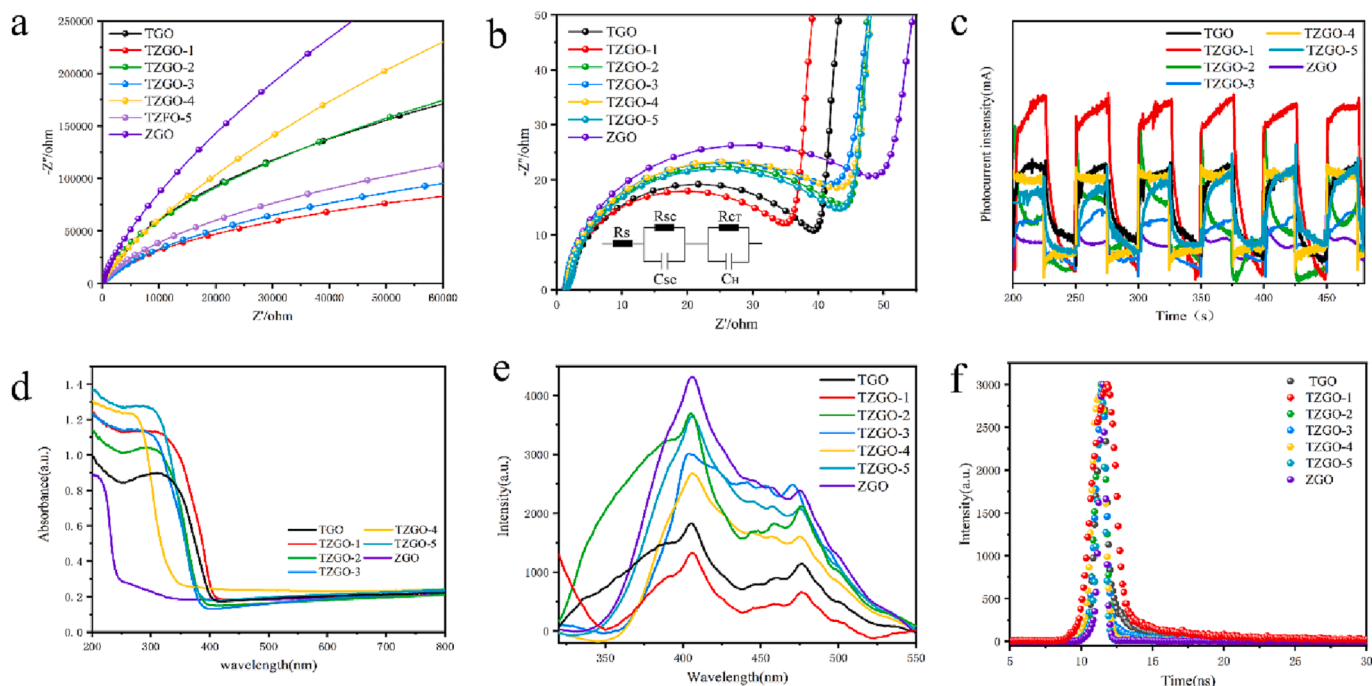 a
250000
200000
150000
100000
50000
0
-Z''/ohm
TGO
TZGO-1
TZGO-2
TZGO-3
TZGO-4
TZFO-5
ZGO
0
10000
20000
30000
40000
50000
60000
Z'/ohm
b
50
40
30
20
10
0
-Z''/ohm
TGO
TZGO-1
TZGO-2
TZGO-3
TZGO-4
TZGO-5
ZGO
Rs
Rsc
Csc
RCT
CH
0
10
20
30
40
50
Z'/ohm
c
Photocurrent intensity(mA)
TGO
TZGO-1
TZGO-2
TZGO-3
TZGO-4
TZGO-5
ZGO
200
250
300
350
400
450
Time (s)
d
1.4
1.2
1.0
0.8
0.6
0.4
0.2
0.0
Absorbance(a.u.)
TGO
TZGO-1
TZGO-2
TZGO-3
TZGO-4
TZGO-5
ZGO
200
300
400
500
600
700
800
wavelength(nm)
e
4000
3000
2000
1000
0
Intensity(a.u.)
TGO
TZGO-1
TZGO-2
TZGO-3
TZGO-4
TZGO-5
ZGO
350
400
450
500
550
Wavelength(nm)
f
3000
2500
2000
1500
1000
500
0
Intensity(a.u.)
TGO
TZGO-1
TZGO-2
TZGO-3
TZGO-4
TZGO-5
ZGO
5
10
15
20
25
30
Time(ns)